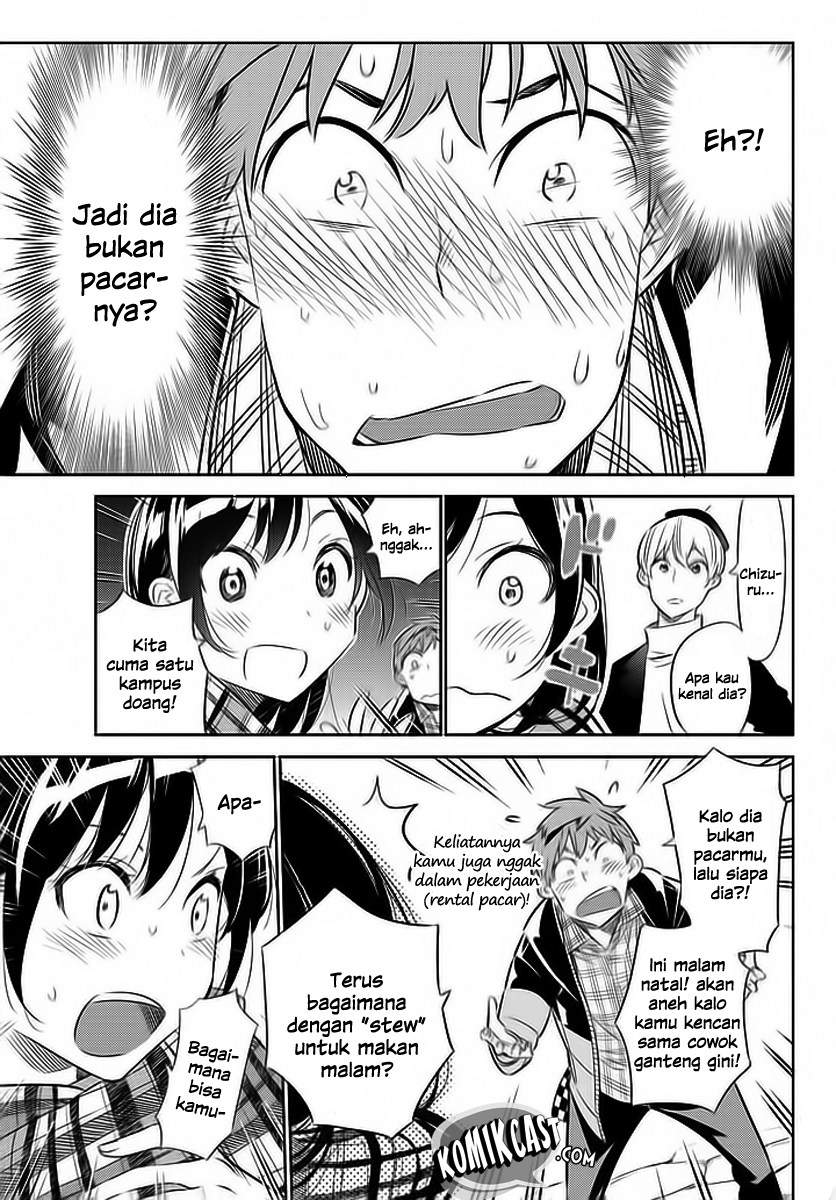 Eh?!
Jadi dia
bukan
pacar-
nya?
Chizu-
ru...
Apa kau
kenal dia?
Eh, ah-
nggak...
Kita
cuma satu
kampus
doang!
Kalo dia
bukan
pacarmu,
lalu siapa
dia?!
Ini malam
natal! akan
aneh kalo
kamu kencan
sama cowok
ganteng gini!
Keliatannya
kamu juga nggak
dalam pekerjaan
(rental pacar)!
Terus
bagaimana
dengan "stew"
untuk makan
malam?
Apa-
Bagai-
mana
bisa
kamu-
KOMIKCAST.COM